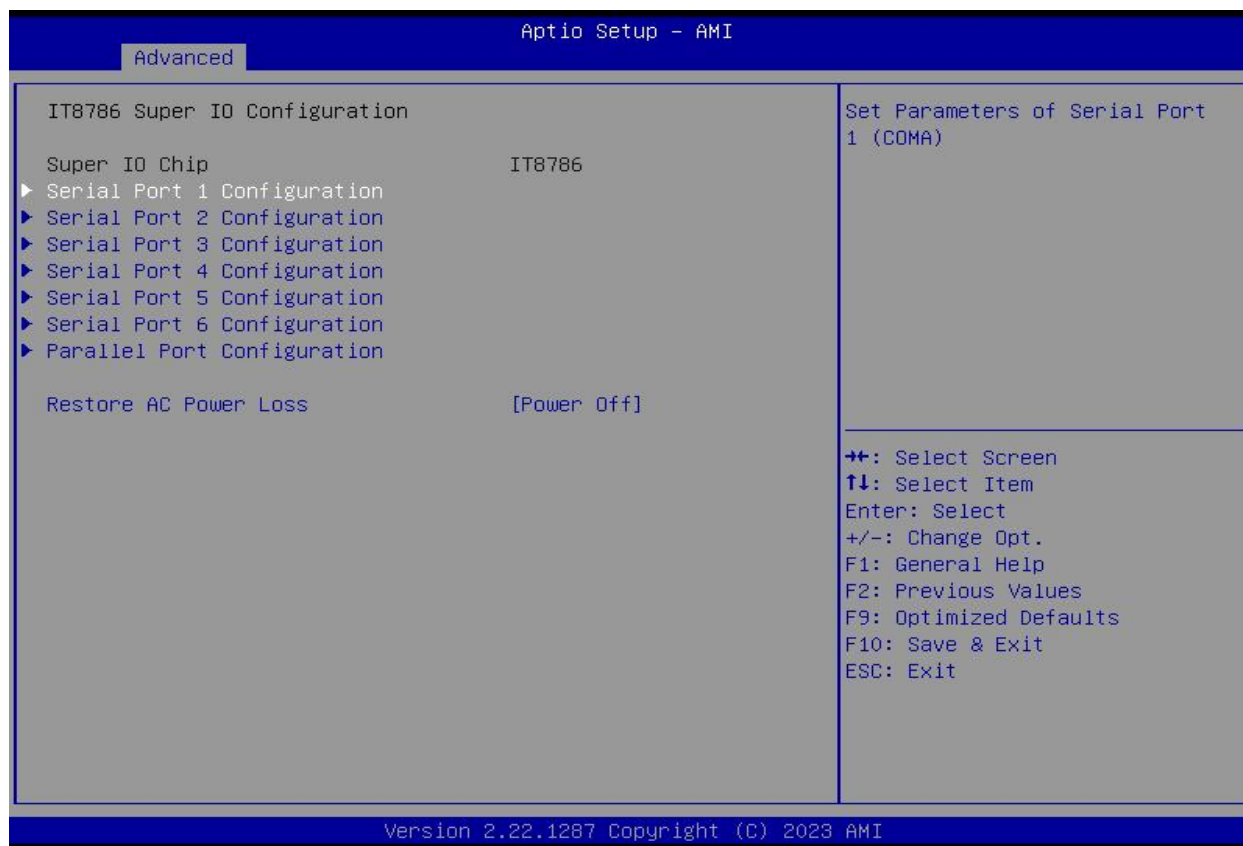 Aptio Setup – AMI
Advanced
IT8786 Super IO Configuration
Super IO Chip IT8786
▶ Serial Port 1 Configuration
▶ Serial Port 2 Configuration
▶ Serial Port 3 Configuration
▶ Serial Port 4 Configuration
▶ Serial Port 5 Configuration
▶ Serial Port 6 Configuration
▶ Parallel Port Configuration
Restore AC Power Loss [Power Off]
Set Parameters of Serial Port
1 (COMA)
→←: Select Screen
↑↓: Select Item
Enter: Select
+/-: Change Opt.
F1: General Help
F2: Previous Values
F9: Optimized Defaults
F10: Save & Exit
ESC: Exit
Version 2.22.1287 Copyright (C) 2023 AMI